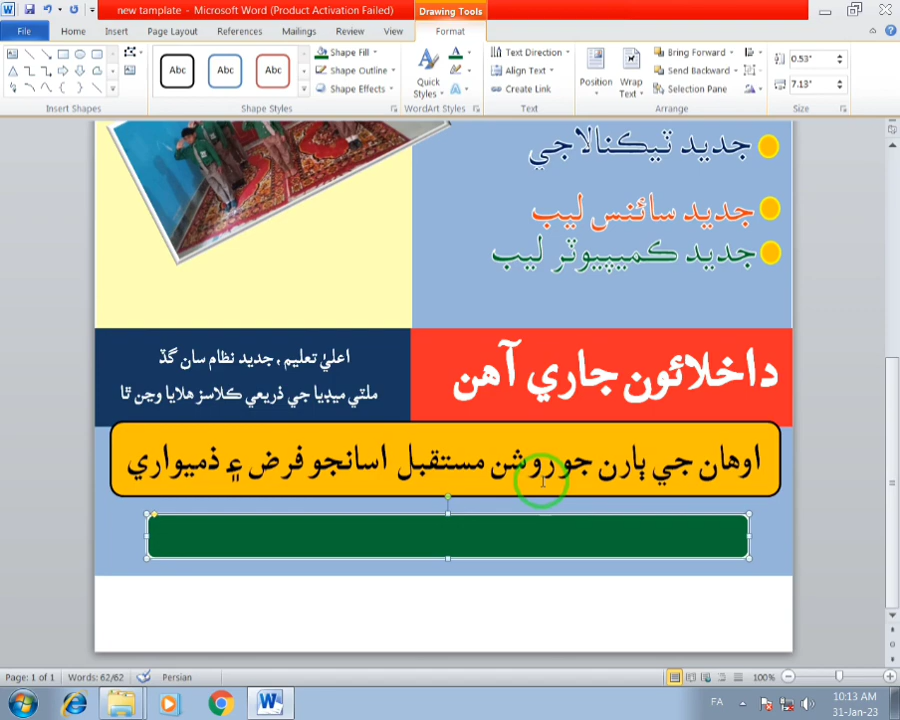 new tamplate - Microsoft Word (Product Activation Failed)
Drawing Tools
File Home Insert Page Layout References Mailings Review View Format
Abc Abc Abc
Shape Fill
Shape Outline
Shape Effects
Quick Styles
Text Direction
Align Text
Create Link
Position
Wrap Text
Bring Forward
Send Backward
Selection Pane
0.53"
7.13"
Insert Shapes
Shape Styles
WordArt Styles
Text
Arrange
Size
جديد ٽيڪنالاجي
جديد سائنس ليب
جديد ڪمپيوٽر ليب
داخلائون جاري آهن
اعليٰ تعليم ، جديد نظام سان گڏ
ملٽي ميڊيا جي ذريعي ڪلاسز هلايا وڃن ٿا
اوهان جي ٻارن جو روشن مستقبل اسانجو فرض ۽ ذميواري
Page: 1 of 1 Words: 62/62 Persian 100%
FA
10:13 AM
31-Jan-23